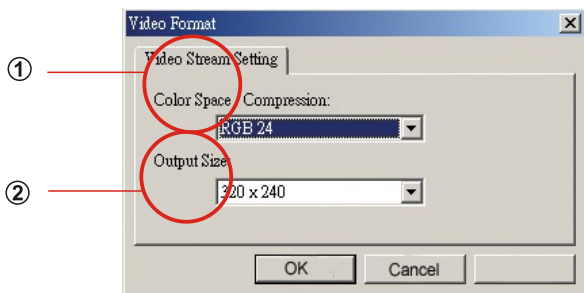 Video Format
Video Stream Setting
①
Color Space / Compression:
RGB 24
Output Size:
②
320 x 240
OK
Cancel